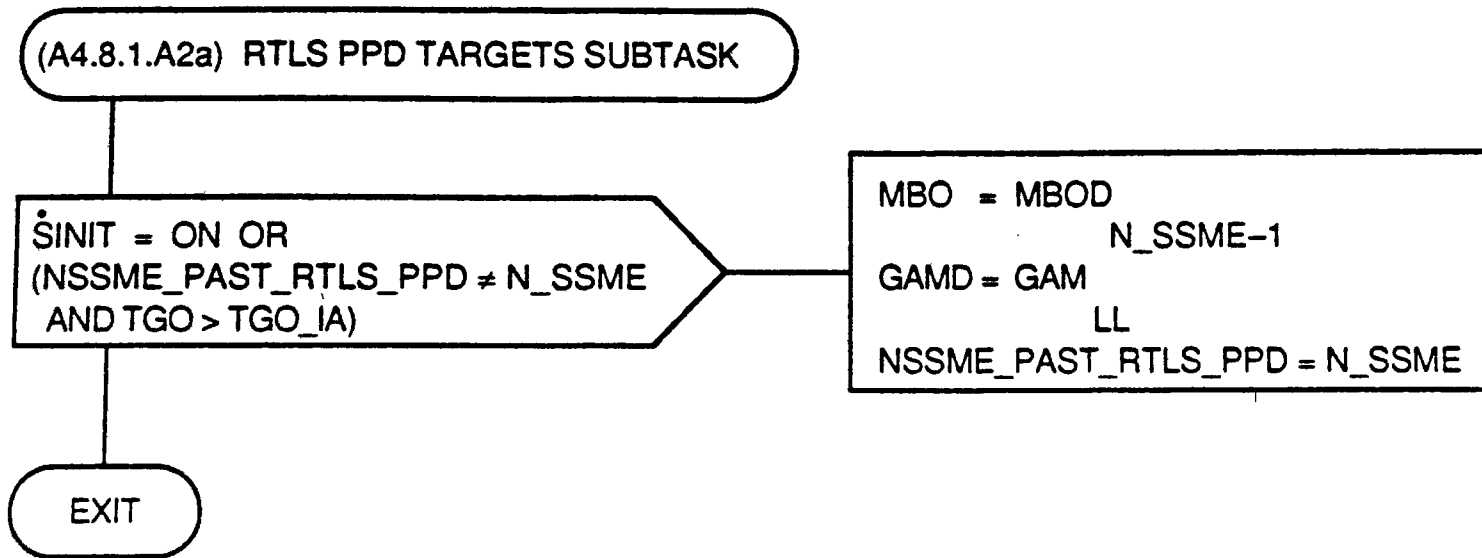 (A4.8.1.A2a) RTLS PPD TARGETS SUBTASK
ṠINIT = ON OR
(NSSME_PAST_RTLS_PPD ≠ N_SSME
AND TGO > TGO_IA)
MBO = MBOD
N_SSME–1
GAMD = GAM
LL
NSSME_PAST_RTLS_PPD = N_SSME
EXIT